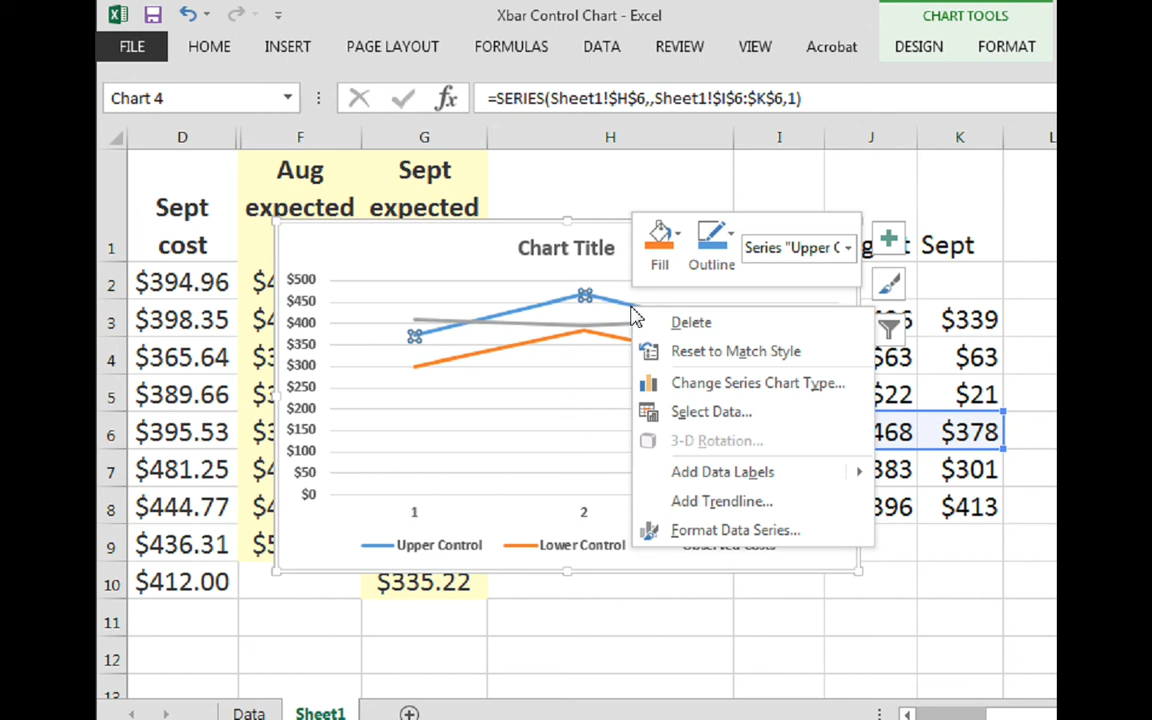 Xbar Control Chart - Excel
CHART TOOLS
FILE HOME INSERT PAGE LAYOUT FORMULAS DATA REVIEW VIEW Acrobat DESIGN FORMAT
Chart 4 fx =SERIES(Sheet1!$H$6,,Sheet1!$I$6:$K$6,1)
D F G H I J K L
Aug Sept
Sept expected expected
1 cost Sept
2 $394.96
3 $398.35 $339
4 $365.64 $63 $63
5 $389.66 $22 $21
6 $395.53 468 $378
7 $481.25 383 $301
8 $444.77 396 $413
9 $436.31
10 $412.00 $335.22
11
12
13
Chart Title
$500
$450
$400
$350
$300
$250
$200
$150
$100
$50
$0
1 2
Upper Control Lower Control Observed Costs
Fill Outline Series "Upper C
Delete
Reset to Match Style
Change Series Chart Type...
Select Data...
3-D Rotation...
Add Data Labels
Add Trendline...
Format Data Series...
Data Sheet1